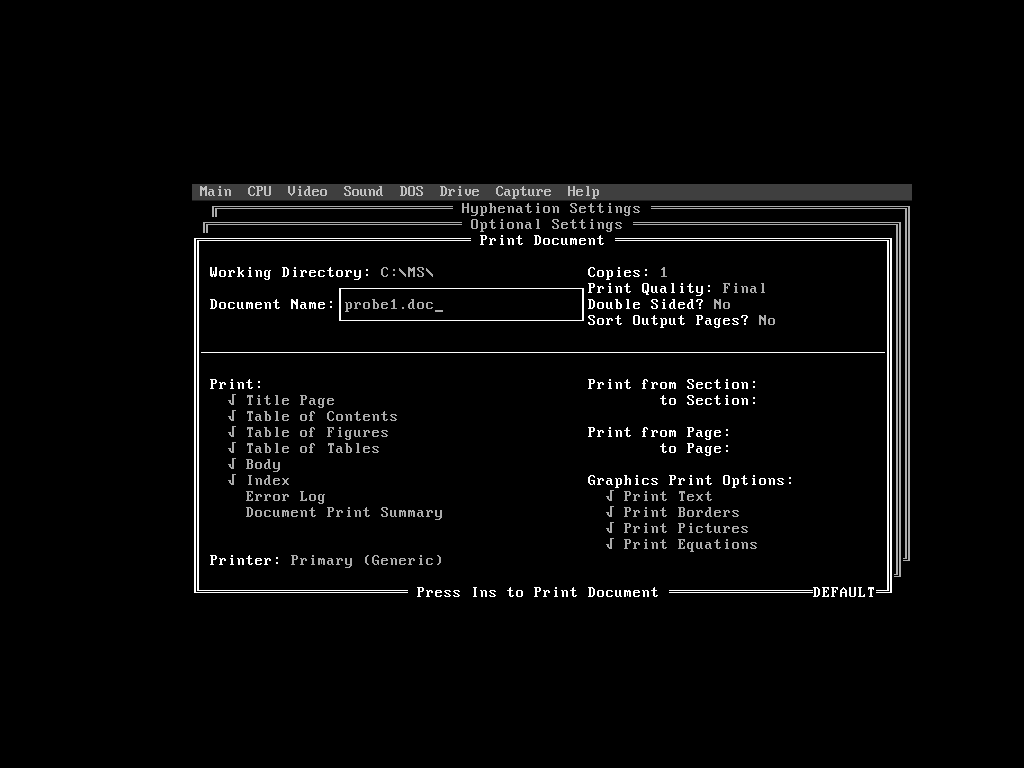 Main CPU Video Sound DOS Drive Capture Help
Hyphenation Settings
Optional Settings
Print Document
Working Directory: C:\MS\
Document Name: probe1.doc_
Copies: 1
Print Quality: Final
Double Sided? No
Sort Output Pages? No
Print:
√ Title Page
√ Table of Contents
√ Table of Figures
√ Table of Tables
√ Body
√ Index
Error Log
Document Print Summary
Printer: Primary (Generic)
Print from Section:
to Section:
Print from Page:
to Page:
Graphics Print Options:
√ Print Text
√ Print Borders
√ Print Pictures
√ Print Equations
Press Ins to Print Document
DEFAULT